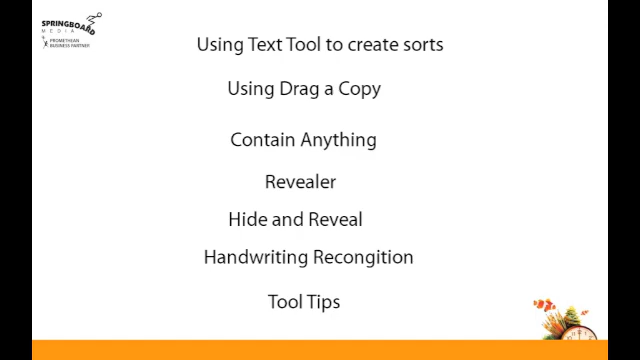 SPRINGBOARD
MEDIA
PROMETHEAN
BUSINESS PARTNER
Using Text Tool to create sorts
Using Drag a Copy
Contain Anything
Revealer
Hide and Reveal
Handwriting Recongition
Tool Tips